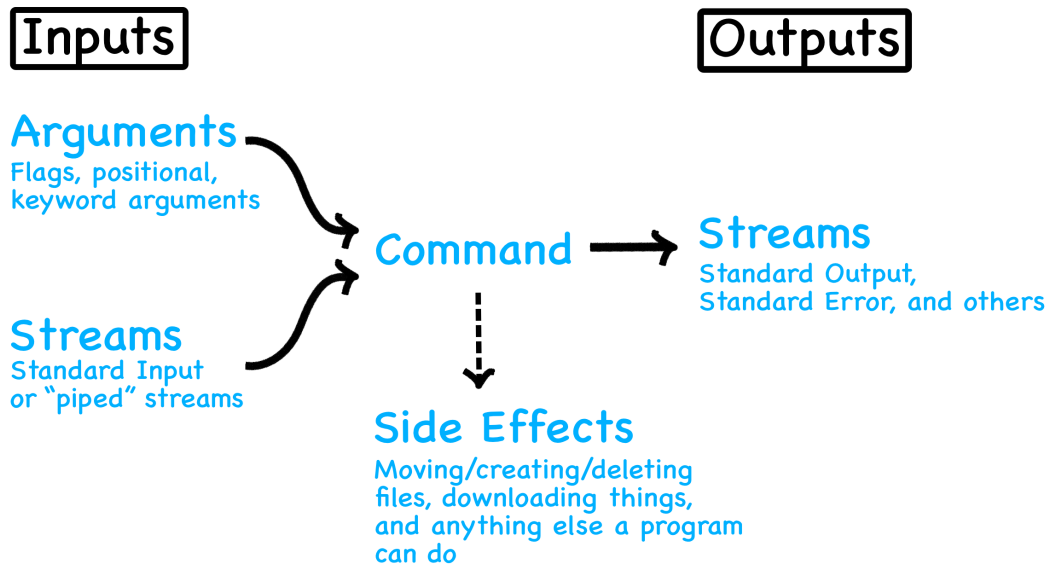 Inputs
Outputs
Arguments
Flags, positional,
keyword arguments
Streams
Standard Input
or “piped” streams
Command
Streams
Standard Output,
Standard Error, and others
Side Effects
Moving/creating/deleting
files, downloading things,
and anything else a program
can do